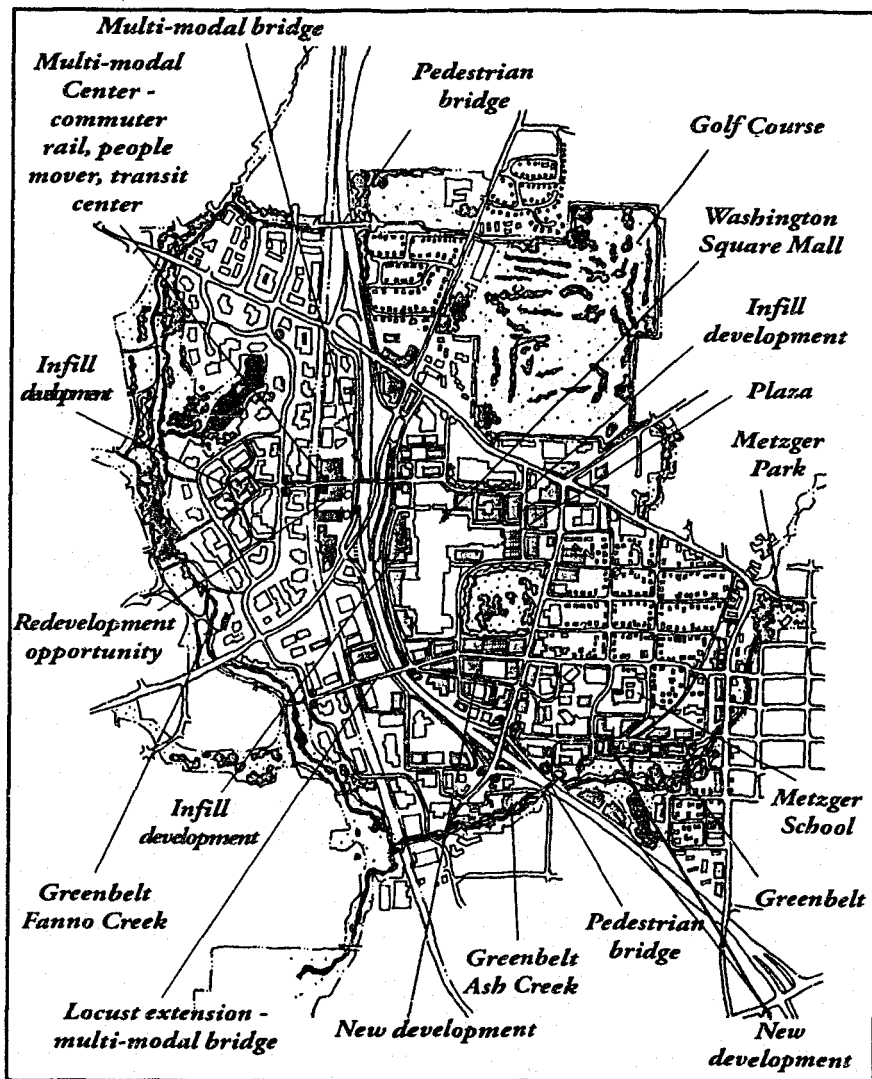 Multi-modal bridge
Multi-modal
Center -
commuter
rail, people
mover, transit
center
Pedestrian
bridge
Golf Course
Washington
Square Mall
Infill
development
Plaza
Metzger
Park
Infill
development
Redevelopment
opportunity
Infill
development
Greenbelt
Fanno Creek
Locust extension -
multi-modal bridge
New development
Greenbelt
Ash Creek
Pedestrian
bridge
Metzger
School
Greenbelt
New
development